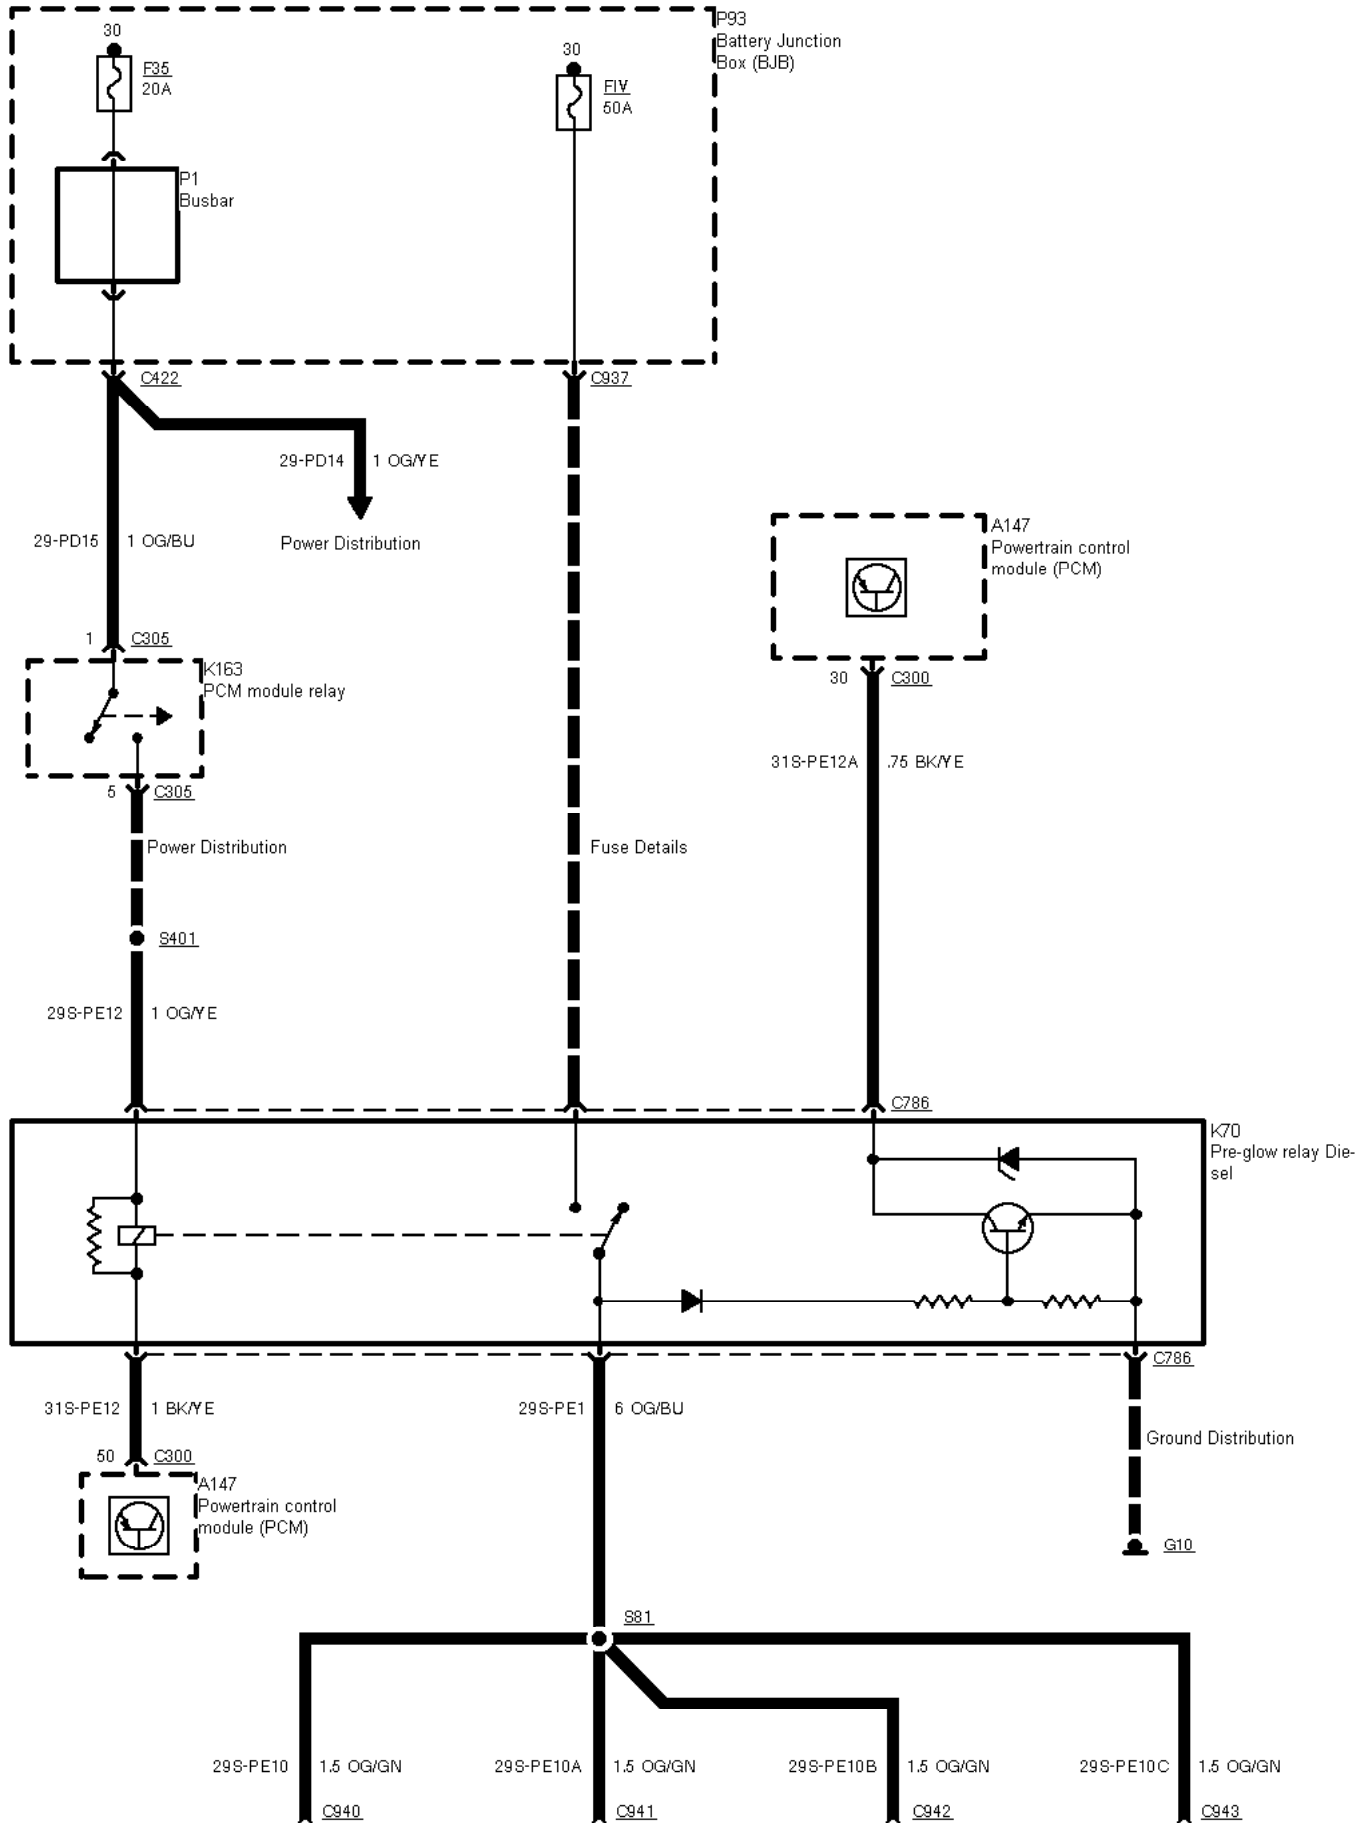 P93
Battery Junction
Box (BJB)
30
F35
20A
30
FIV
50A
P1
Busbar
C422
C937
29-PD14 1 OG/YE
Power Distribution
29-PD15 1 OG/BU
A147
Powertrain control
module (PCM)
1 C305
K163
PCM module relay
30 C300
31S-PE12A .75 BK/YE
5 C305
Power Distribution
Fuse Details
S401
29S-PE12 1 OG/YE
C786
K70
Pre-glow relay Die-
sel
C786
31S-PE12 1 BK/YE
29S-PE1 6 OG/BU
Ground Distribution
50 C300
A147
Powertrain control
module (PCM)
G10
S81
29S-PE10 1.5 OG/GN
29S-PE10A 1.5 OG/GN
29S-PE10B 1.5 OG/GN
29S-PE10C 1.5 OG/GN
C940
C941
C942
C943